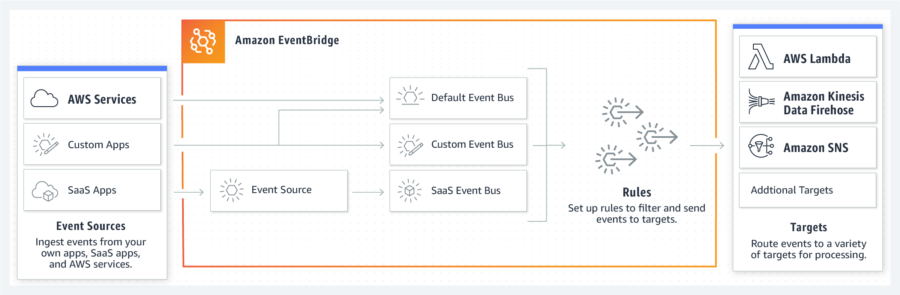 Amazon EventBridge
AWS Services
Custom Apps
SaaS Apps
Event Sources
Ingest events from your
own apps, SaaS apps,
and AWS services.
Event Source
Default Event Bus
Custom Event Bus
SaaS Event Bus
Rules
Set up rules to filter and send
events to targets.
AWS Lambda
Amazon Kinesis
Data Firehose
Amazon SNS
Addtional Targets
Targets
Route events to a variety
of targets for processing.